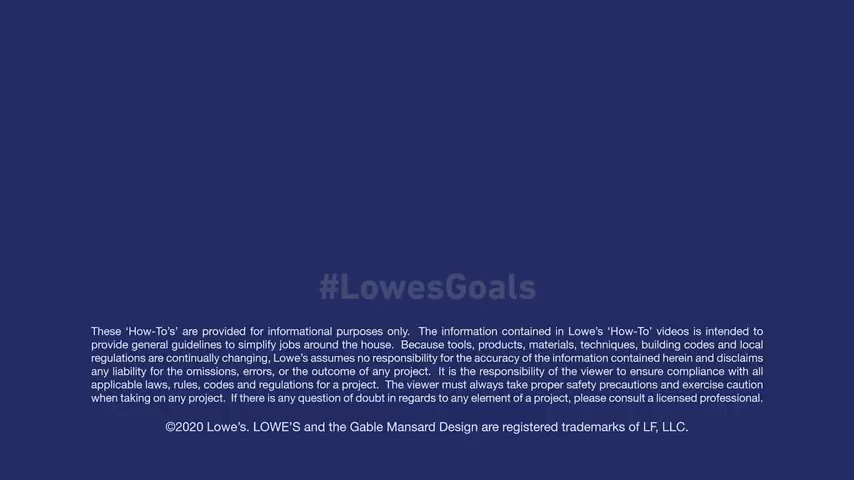 #LowesGoals
These ‘How-To’s’ are provided for informational purposes only. The information contained in Lowe’s ‘How-To’ videos is intended to
provide general guidelines to simplify jobs around the house. Because tools, products, materials, techniques, building codes and local
regulations are continually changing, Lowe’s assumes no responsibility for the accuracy of the information contained herein and disclaims
any liability for the omissions, errors, or the outcome of any project. It is the responsibility of the viewer to ensure compliance with all
applicable laws, rules, codes and regulations for a project. The viewer must always take proper safety precautions and exercise caution
when taking on any project. If there is any question of doubt in regards to any element of a project, please consult a licensed professional.
©2020 Lowe’s. LOWE’S and the Gable Mansard Design are registered trademarks of LF, LLC.